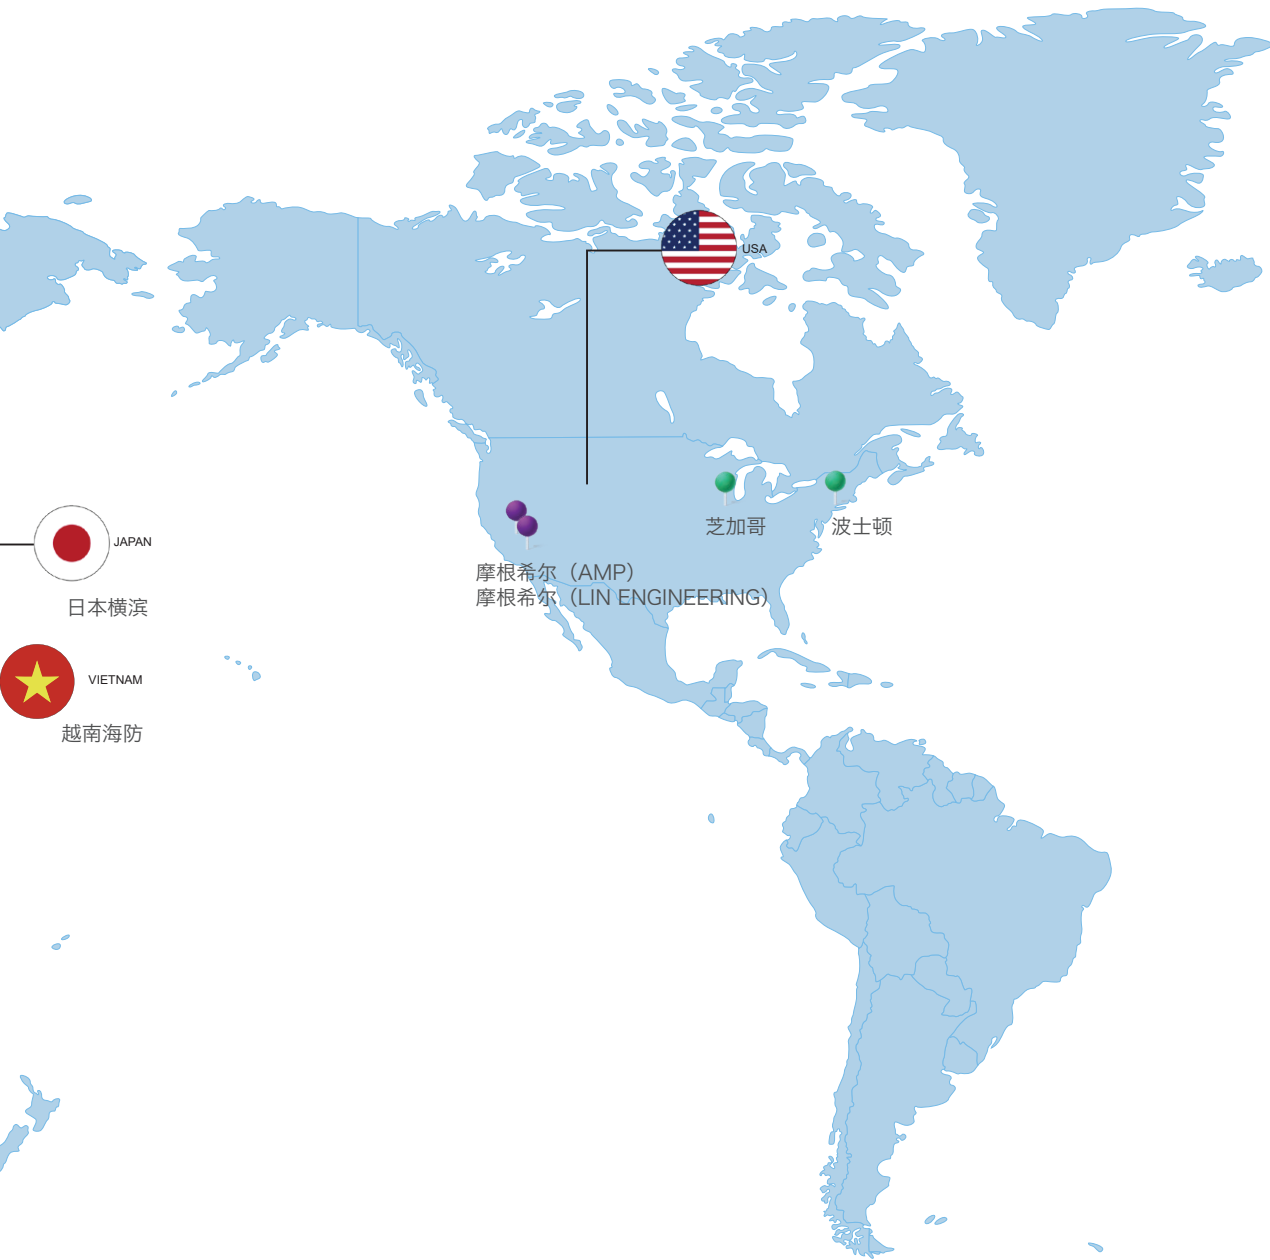 USA
芝加哥
波士顿
JAPAN
日本横滨
摩根希尔（AMP）
摩根希尔（LIN ENGINEERING）
VIETNAM
越南海防